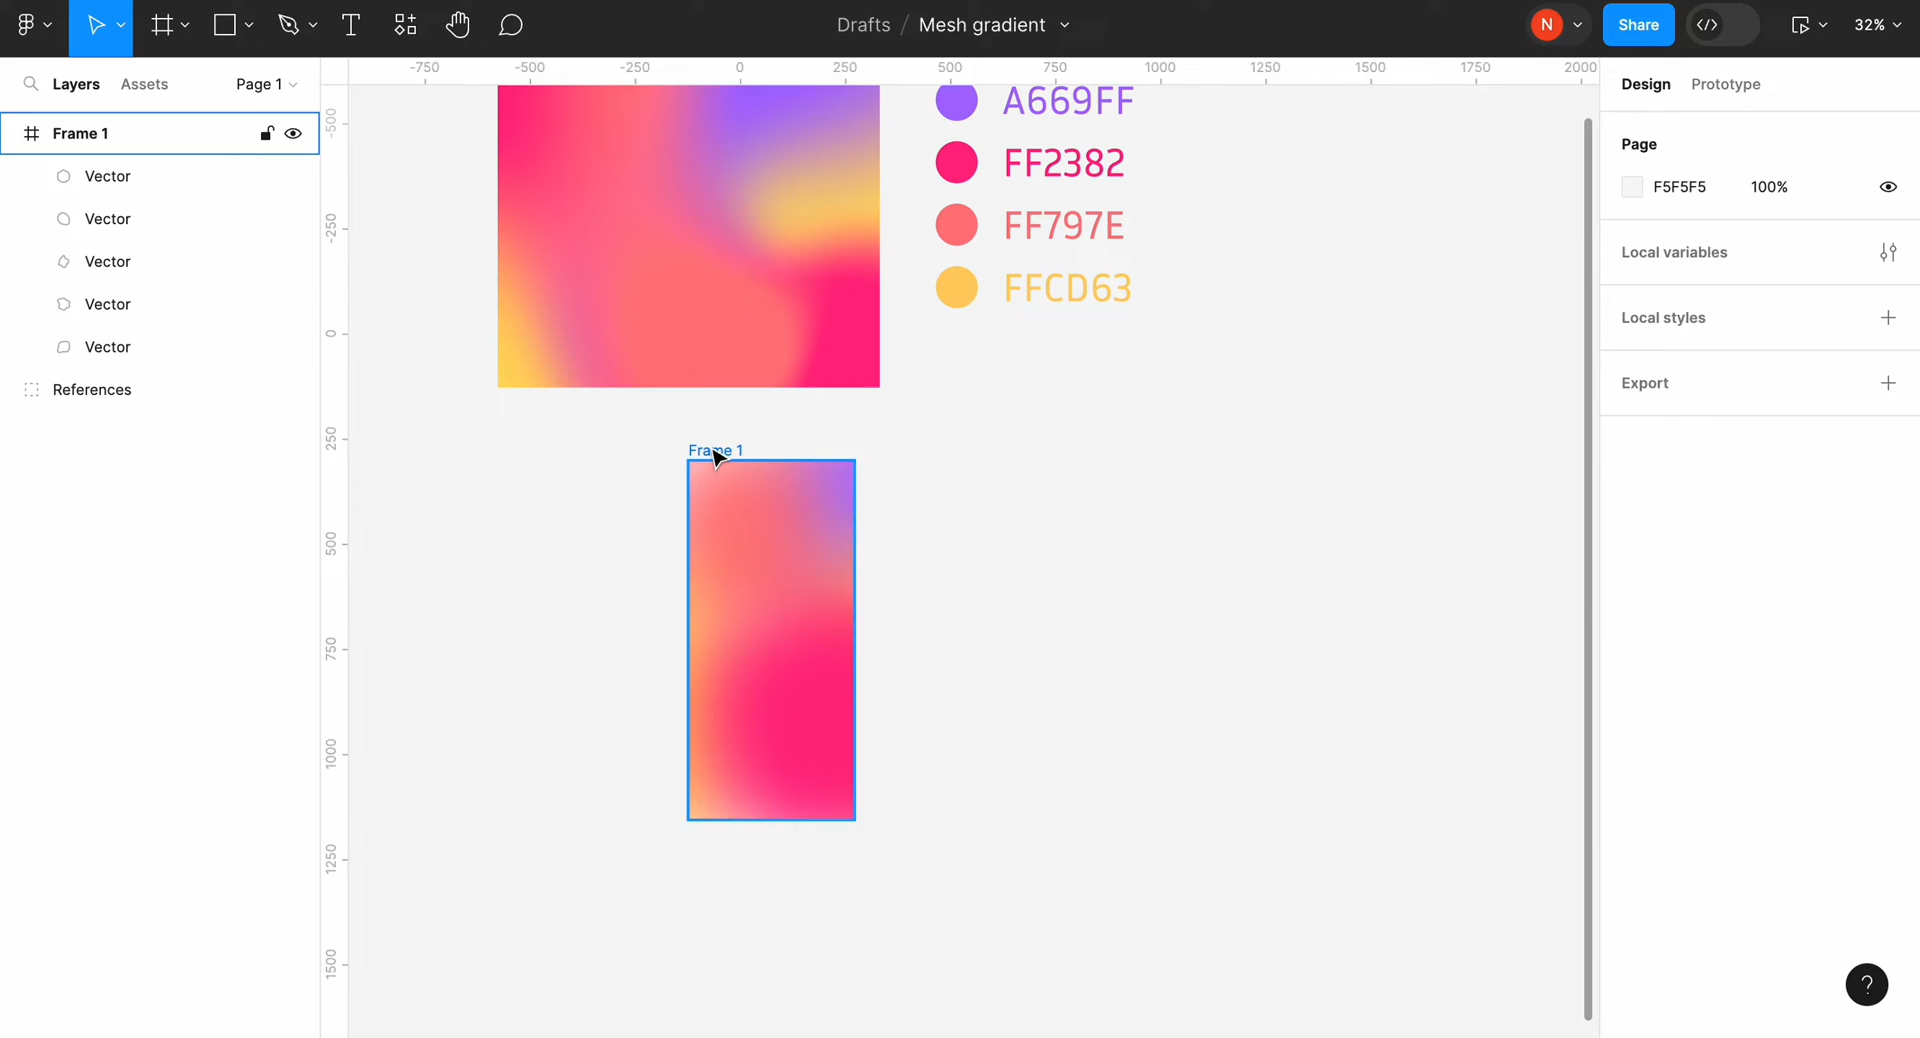 Drafts / Mesh gradient
N
Share
32%
Layers
Assets
Page 1
-750
-500
-250
0
250
500
750
1000
1250
1500
1750
2000
Design
Prototype
Frame 1
Vector
Vector
Vector
Vector
Vector
References
-500
-250
0
250
500
750
1000
1250
1500
A669FF
FF2382
FF797E
FFCD63
Frame 1
Page
F5F5F5
100%
Local variables
Local styles
Export
?